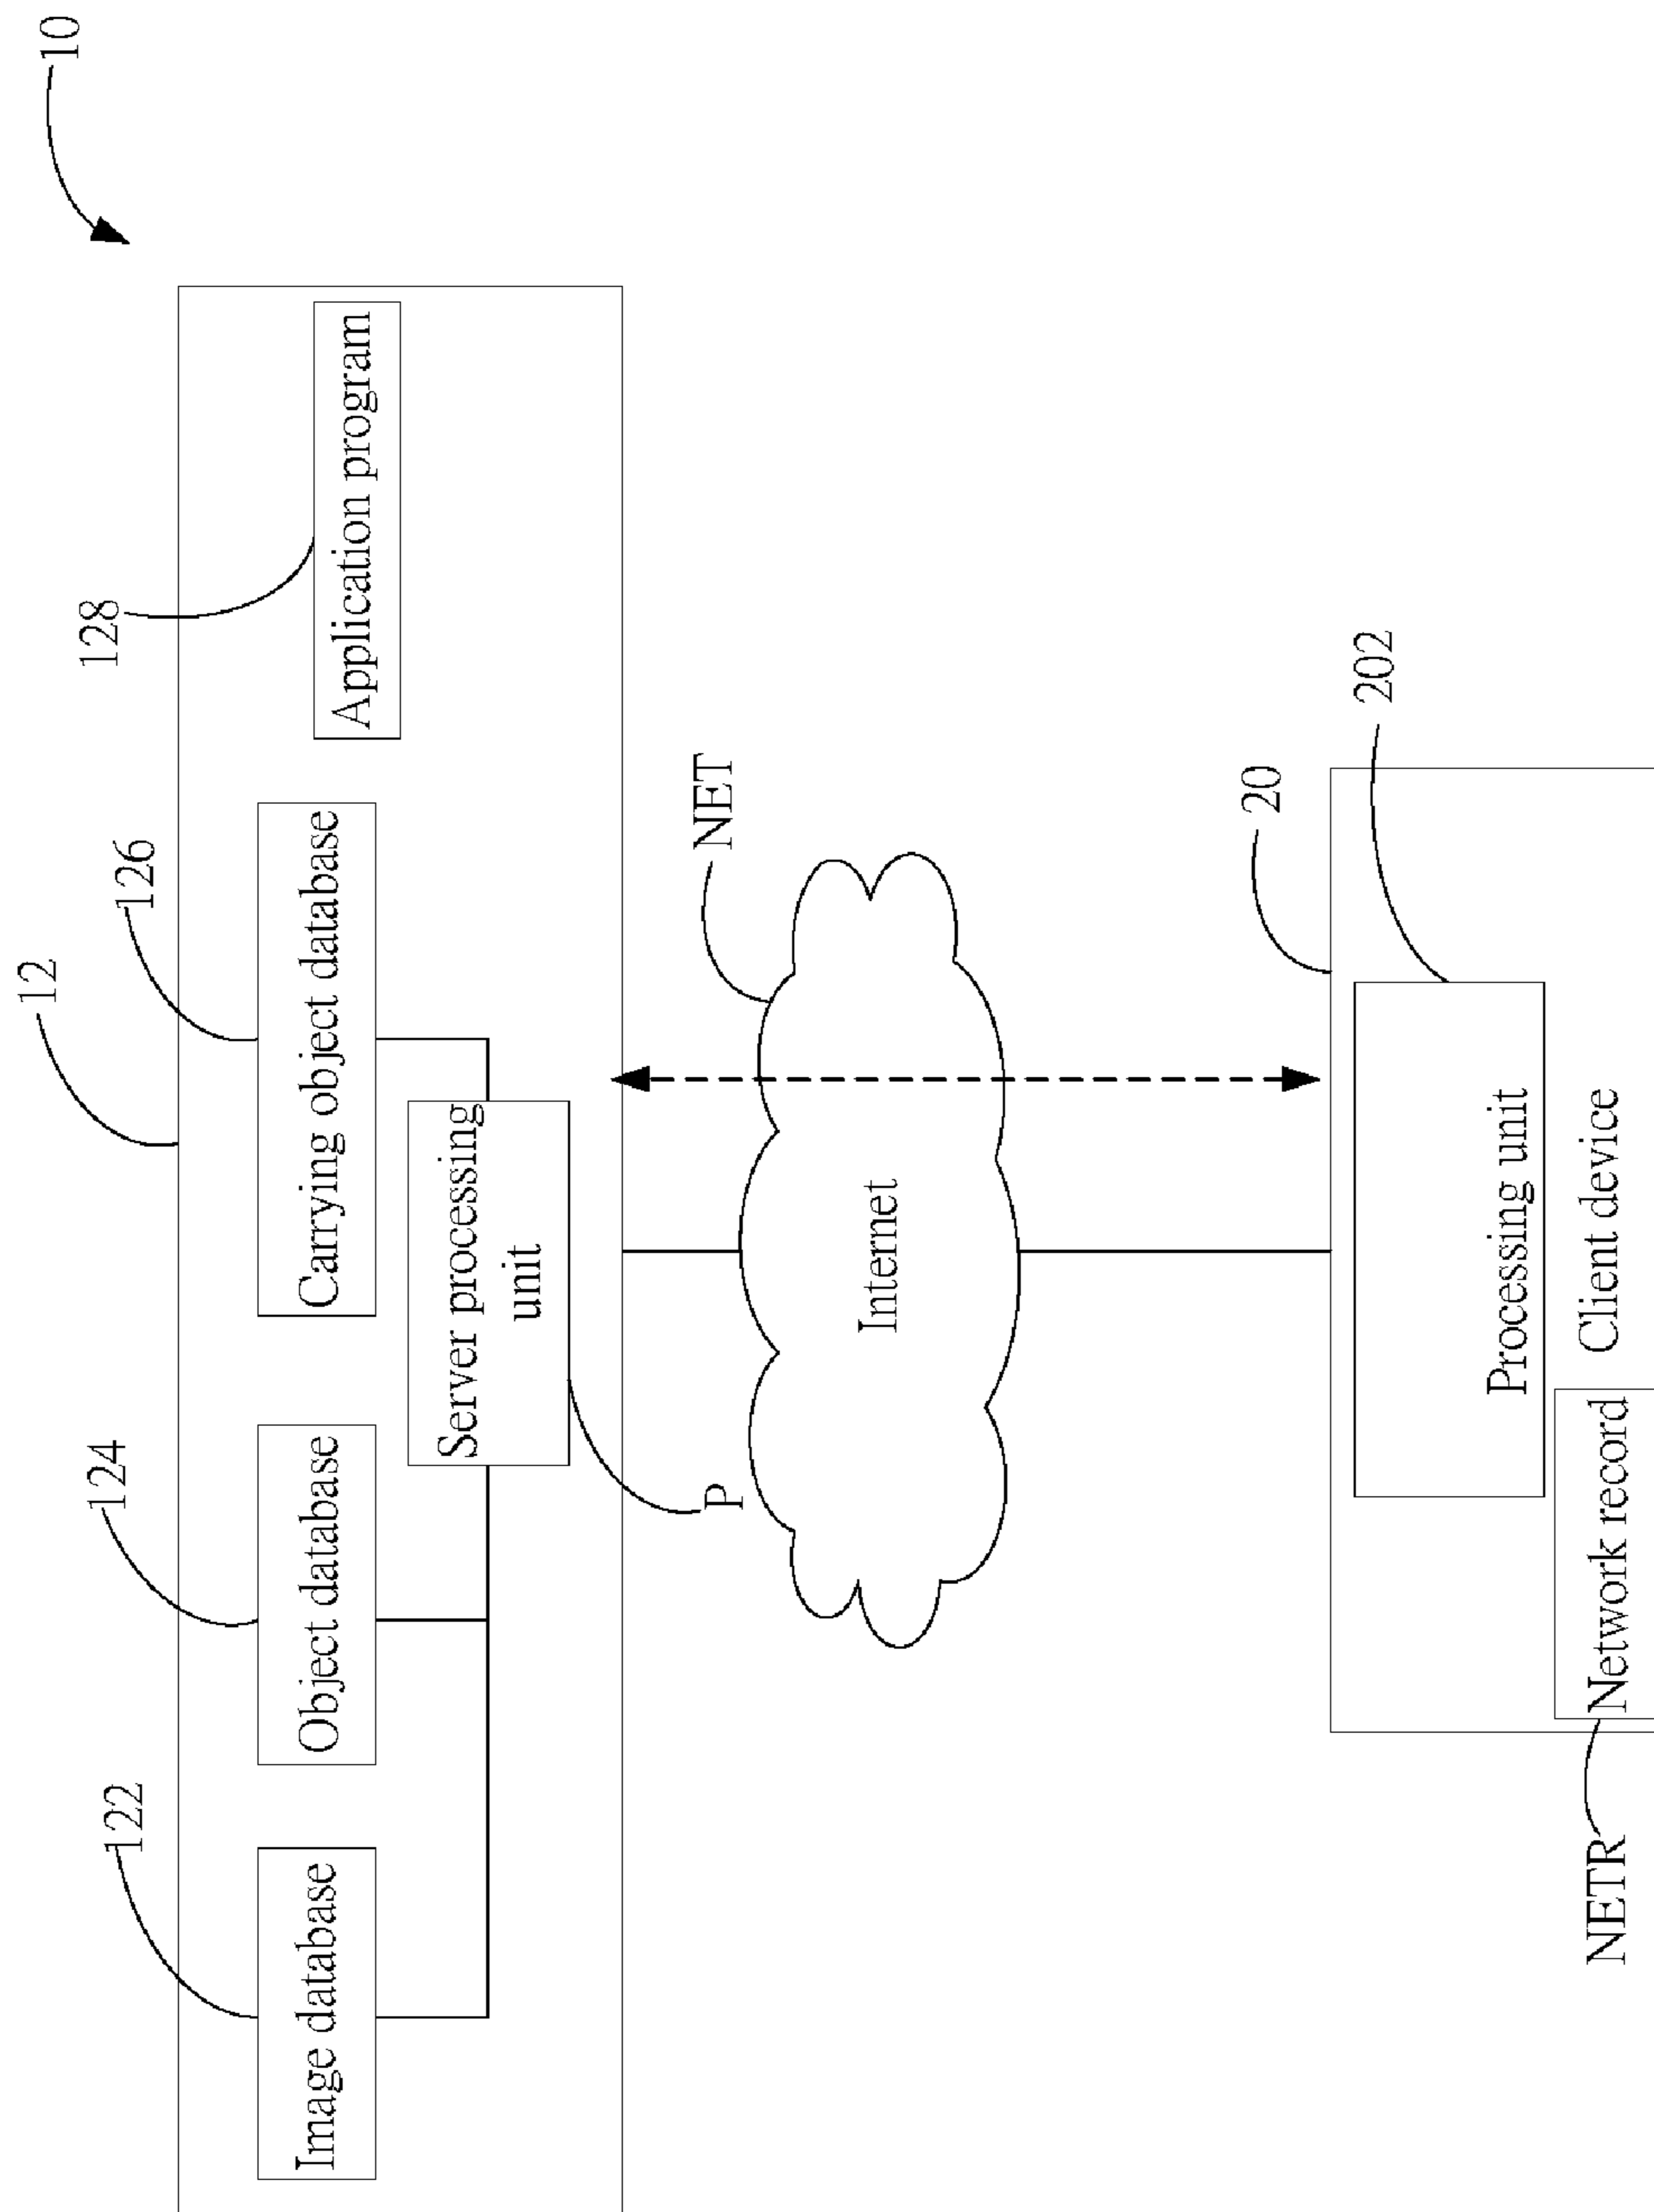 10
12
122
124
126
128
Image database
Object database
Carrying object database
Application program
Server processing
unit
P
NET
Internet
20
202
Processing unit
Client device
Network record
NETR